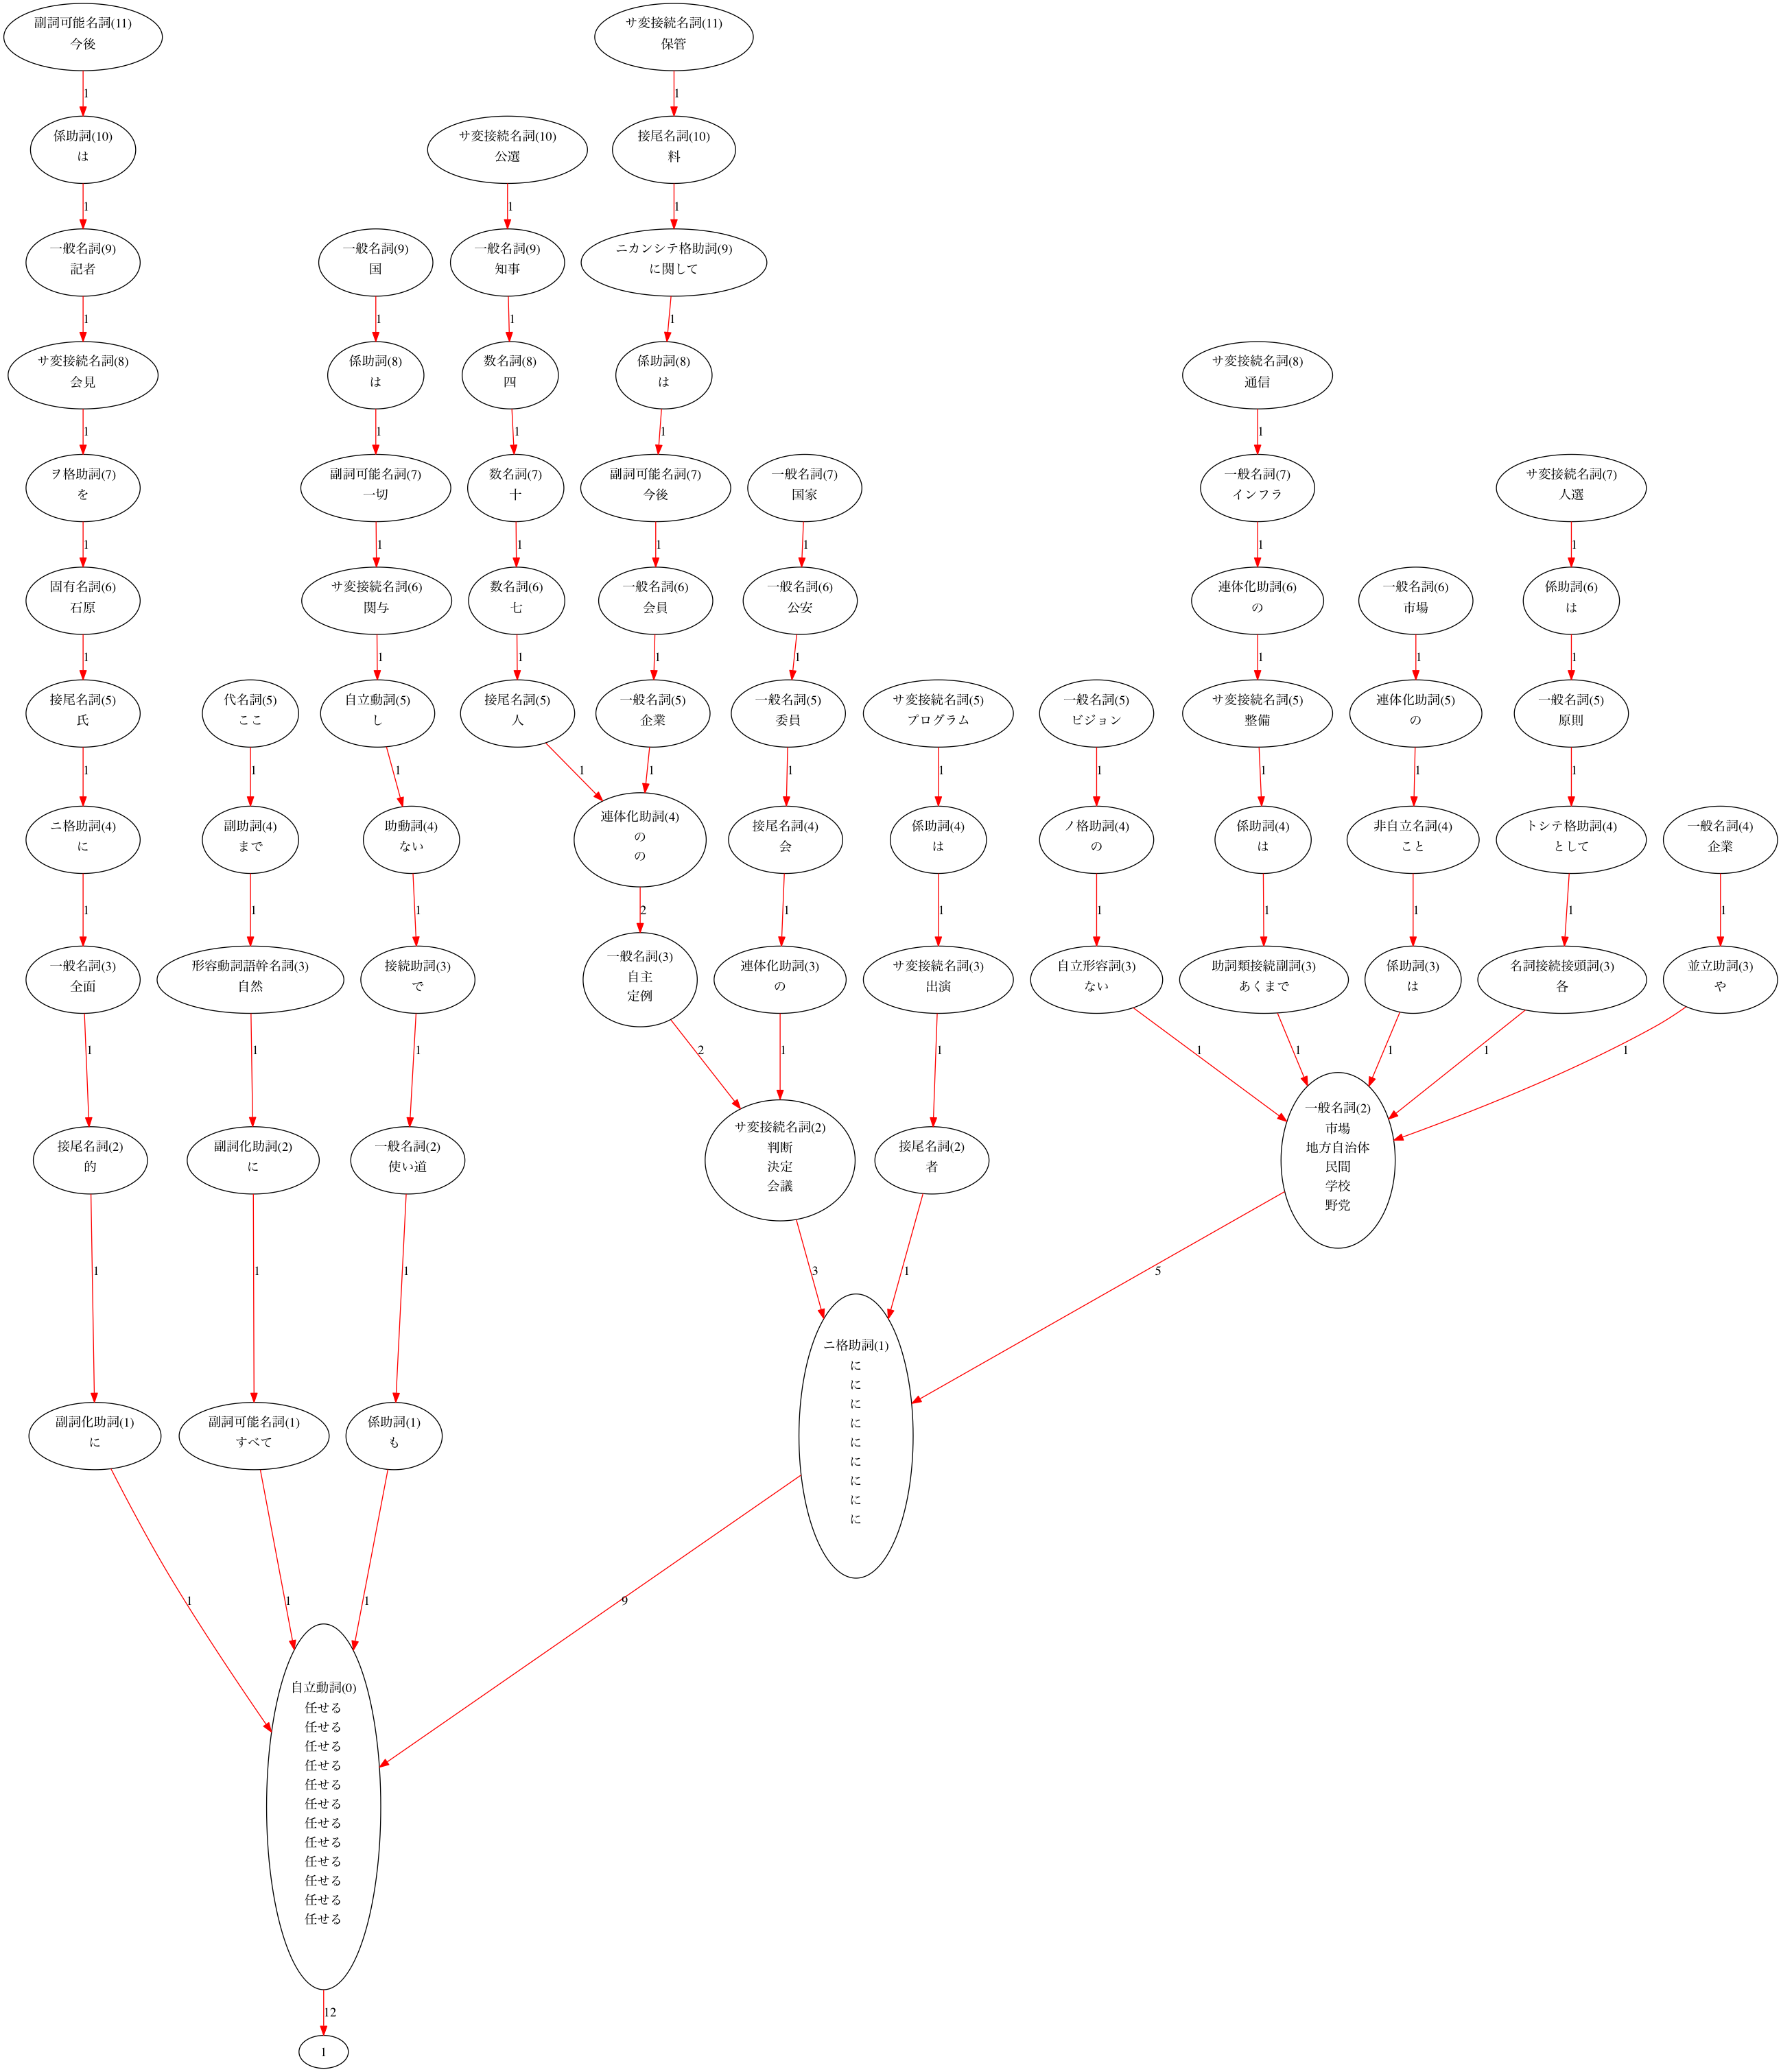 副詞可能名詞(11)
今後
サ変接続名詞(11)
保管
1
1
係助詞(10)
は
サ変接続名詞(10)
公選
接尾名詞(10)
料
1
1
1
一般名詞(9)
記者
一般名詞(9)
国
一般名詞(9)
知事
ニカンシテ格助詞(9)
に関して
1
1
1
1
サ変接続名詞(8)
会見
係助詞(8)
は
数名詞(8)
四
係助詞(8)
は
サ変接続名詞(8)
通信
1
1
1
1
1
ヲ格助詞(7)
を
副詞可能名詞(7)
一切
数名詞(7)
十
副詞可能名詞(7)
今後
一般名詞(7)
国家
一般名詞(7)
インフラ
サ変接続名詞(7)
人選
1
1
1
1
1
1
1
固有名詞(6)
石原
サ変接続名詞(6)
関与
数名詞(6)
七
一般名詞(6)
会員
一般名詞(6)
公安
連体化助詞(6)
の
一般名詞(6)
市場
係助詞(6)
は
1
1
1
1
1
1
1
1
接尾名詞(5)
氏
代名詞(5)
ここ
自立動詞(5)
し
接尾名詞(5)
人
一般名詞(5)
企業
一般名詞(5)
委員
サ変接続名詞(5)
プログラム
一般名詞(5)
ビジョン
サ変接続名詞(5)
整備
連体化助詞(5)
の
一般名詞(5)
原則
1
1
1
1
1
1
1
1
1
1
1
ニ格助詞(4)
に
副助詞(4)
まで
助動詞(4)
ない
連体化助詞(4)
の
の
接尾名詞(4)
会
係助詞(4)
は
ノ格助詞(4)
の
係助詞(4)
は
非自立名詞(4)
こと
トシテ格助詞(4)
として
一般名詞(4)
企業
1
1
1
2
1
1
1
1
1
1
1
一般名詞(3)
全面
形容動詞語幹名詞(3)
自然
接続助詞(3)
で
一般名詞(3)
自主
定例
連体化助詞(3)
の
サ変接続名詞(3)
出演
自立形容詞(3)
ない
助詞類接続副詞(3)
あくまで
係助詞(3)
は
名詞接続接頭詞(3)
各
並立助詞(3)
や
1
1
1
2
1
1
1
1
1
1
1
接尾名詞(2)
的
副詞化助詞(2)
に
一般名詞(2)
使い道
サ変接続名詞(2)
判断
決定
会議
接尾名詞(2)
者
一般名詞(2)
市場
地方自治体
民間
学校
野党
1
1
1
3
1
5
副詞化助詞(1)
に
副詞可能名詞(1)
すべて
係助詞(1)
も
ニ格助詞(1)
に
に
に
に
に
に
に
に
に
1
1
1
9
自立動詞(0)
任せる
任せる
任せる
任せる
任せる
任せる
任せる
任せる
任せる
任せる
任せる
任せる
12
1